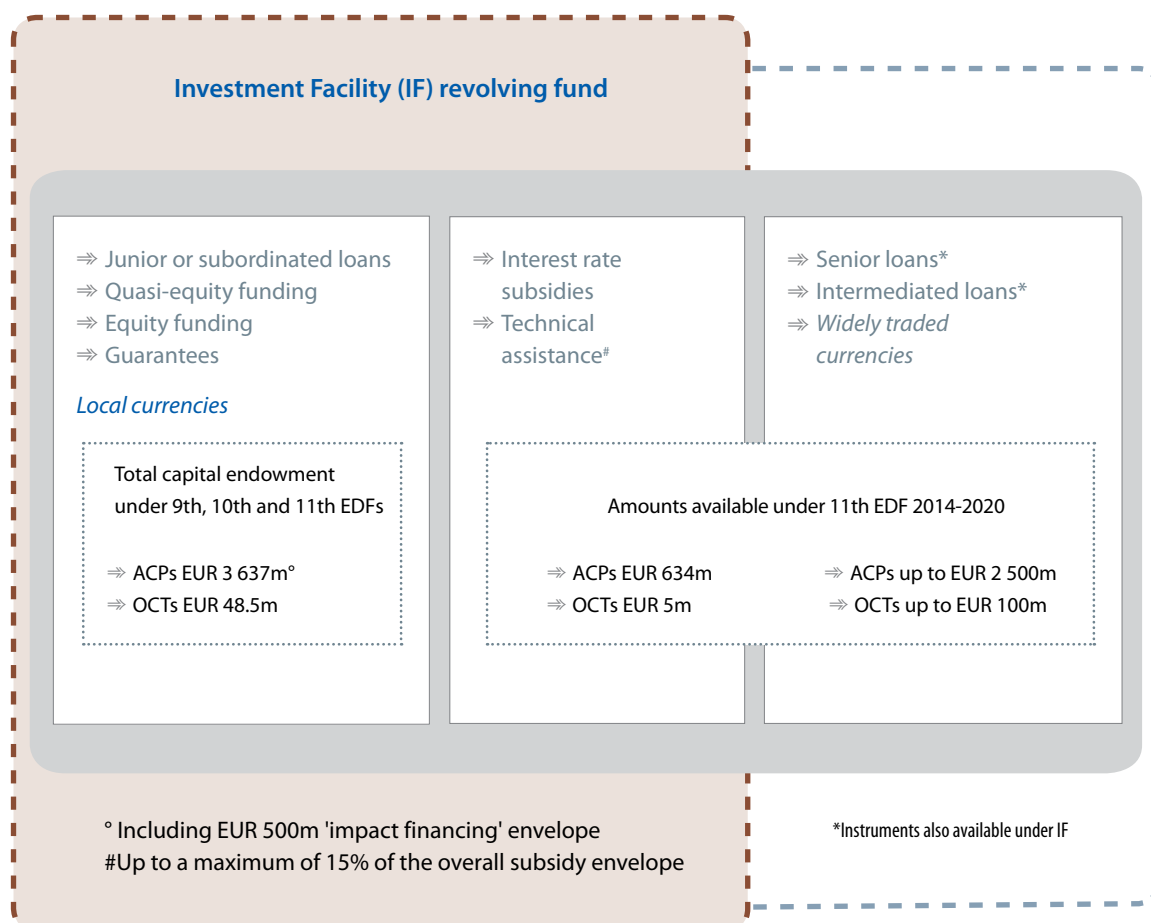 Investment Facility (IF) revolving fund
⇾ Junior or subordinated loans
⇾ Quasi-equity funding
⇾ Equity funding
⇾ Guarantees
Local currencies
Total capital endowment
under 9th, 10th and 11th EDFs
⇾ ACPs EUR 3 637m°
⇾ OCTs EUR 48.5m
⇾ Interest rate
subsidies
⇾ Technical
assistance#
⇾ Senior loans*
⇾ Intermediated loans*
⇾ Widely traded
currencies
Amounts available under 11th EDF 2014-2020
⇾ ACPs EUR 634m
⇾ OCTs EUR 5m
⇾ ACPs up to EUR 2 500m
⇾ OCTs up to EUR 100m
° Including EUR 500m 'impact financing' envelope
#Up to a maximum of 15% of the overall subsidy envelope
*Instruments also available under IF